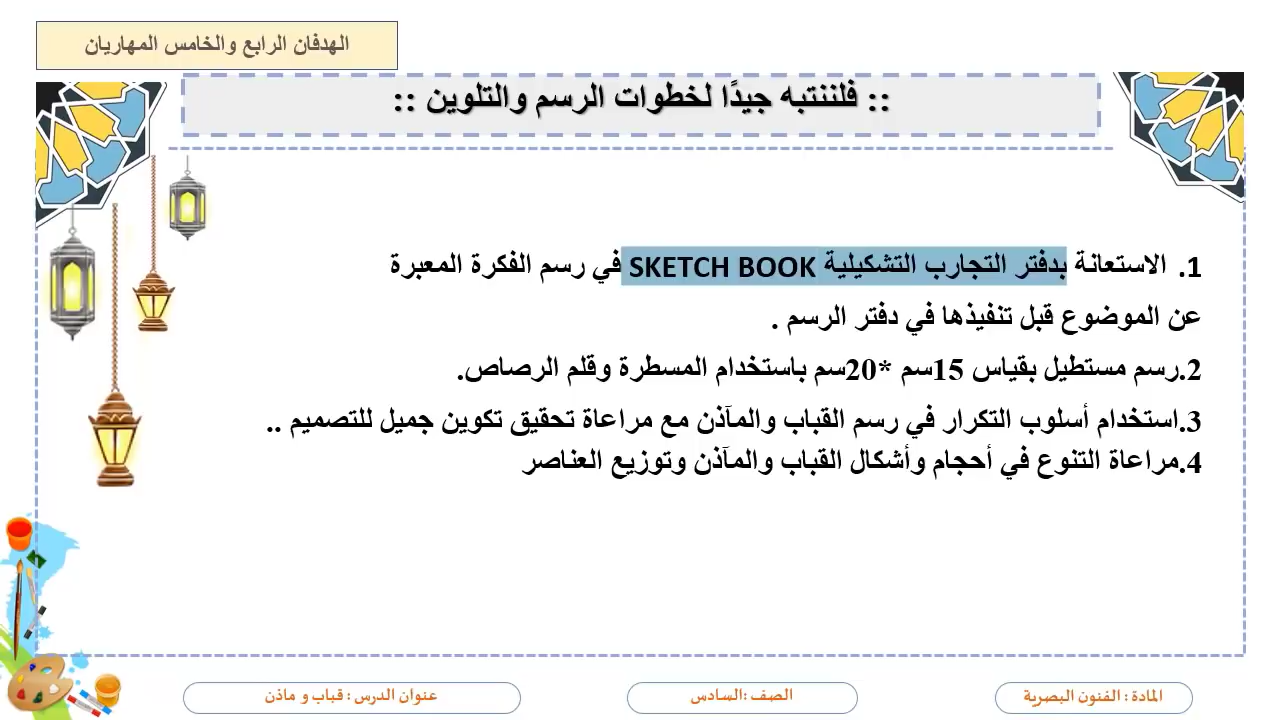 الهدفان الرابع والخامس المهاريان
:: فلننتبه جيدًا لخطوات الرسم والتلوين ::
1. الاستعانة بدفتر التجارب التشكيلية SKETCH BOOK في رسم الفكرة المعبرة
عن الموضوع قبل تنفيذها في دفتر الرسم .
2.رسم مستطيل بقياس 15سم *20سم باستخدام المسطرة وقلم الرصاص.
3.استخدام أسلوب التكرار في رسم القباب والمآذن مع مراعاة تحقيق تكوين جميل للتصميم ..
4.مراعاة التنوع في أحجام وأشكال القباب والمآذن وتوزيع العناصر
المادة : الفنون البصرية
الصف :السادس
عنوان الدرس : قباب و ماذن